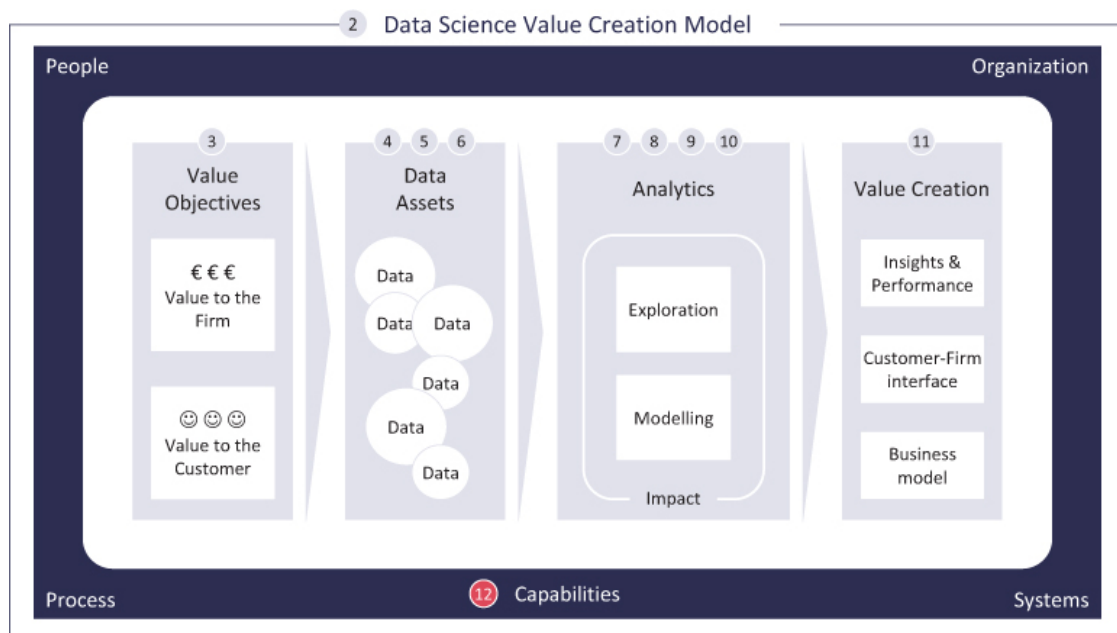 2 Data Science Value Creation Model
People
Organization
3
Value
Objectives
€ € €
Value to the
Firm
☺ ☺ ☺
Value to the
Customer
4 5 6
Data
Assets
Data
Data
Data
Data
Data
Data
7 8 9 10
Analytics
Exploration
Modelling
Impact
11
Value Creation
Insights &
Performance
Customer-Firm
interface
Business
model
Process
12 Capabilities
Systems